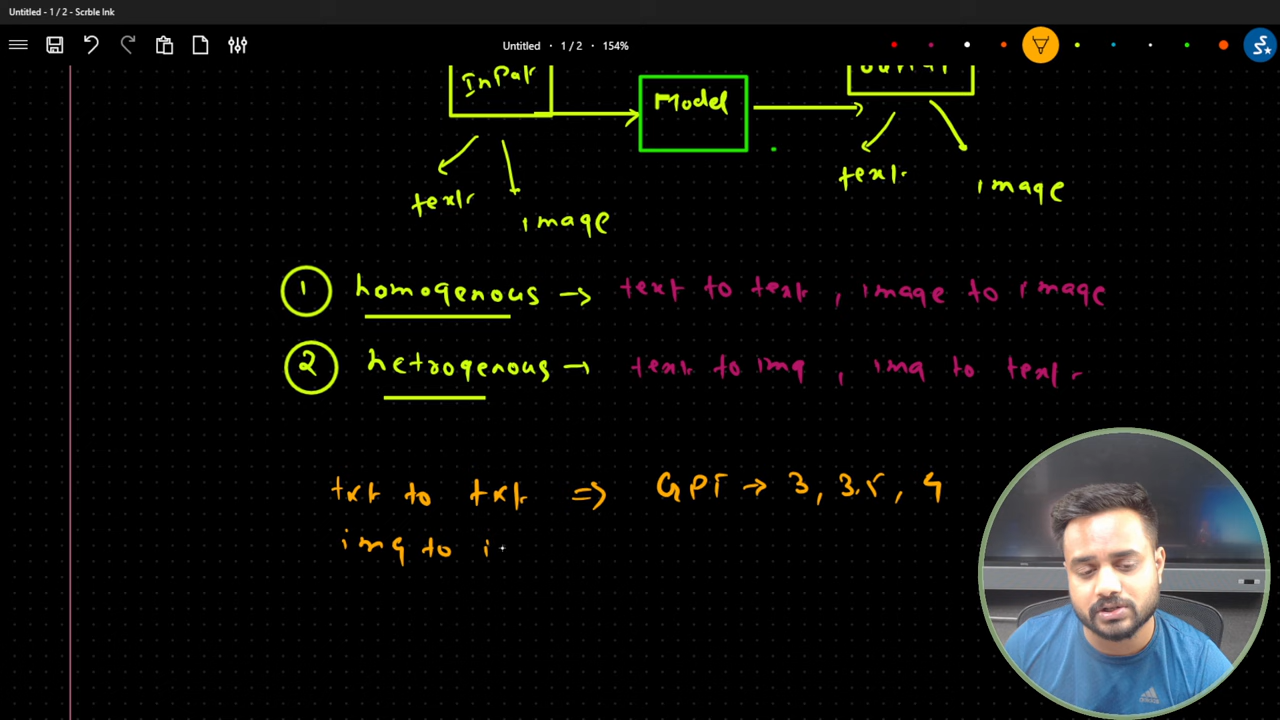 Untitled - 1 / 2 - Scrble Ink
Untitled • 1 / 2 • 154%
InPut
Model
text
image
text
image
1 homogenous → text to text, image to image
2 hetrogenous → text to img, img to text
txt to txt ⇒ GPT → 3, 3.5, 4
img to i